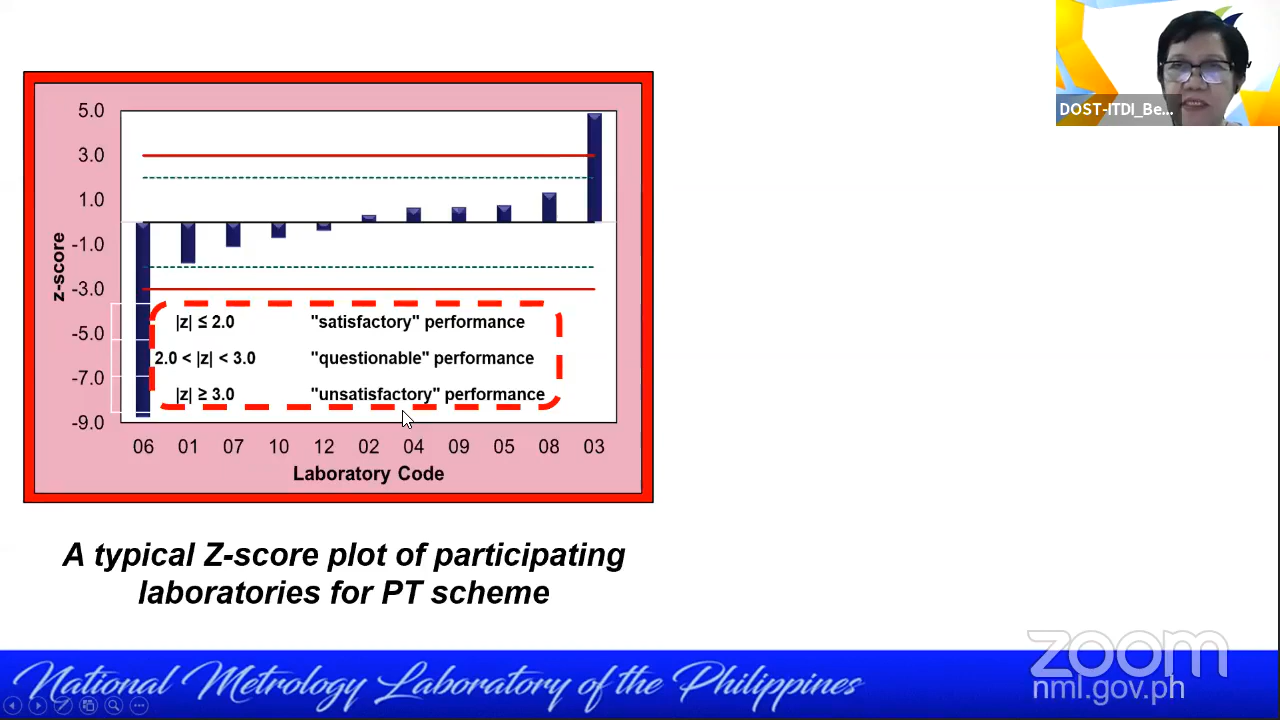 DOST-ITDI_Be...
5.0
3.0
1.0
-1.0
-3.0
-5.0
-7.0
-9.0
z-score
|z| ≤ 2.0 "satisfactory" performance
2.0 < |z| < 3.0 "questionable" performance
|z| ≥ 3.0 "unsatisfactory" performance
06 01 07 10 12 02 04 09 05 08 03
Laboratory Code
A typical Z-score plot of participating
laboratories for PT scheme
zoom
National Metrology Laboratory of the Philippines
nml.gov.ph